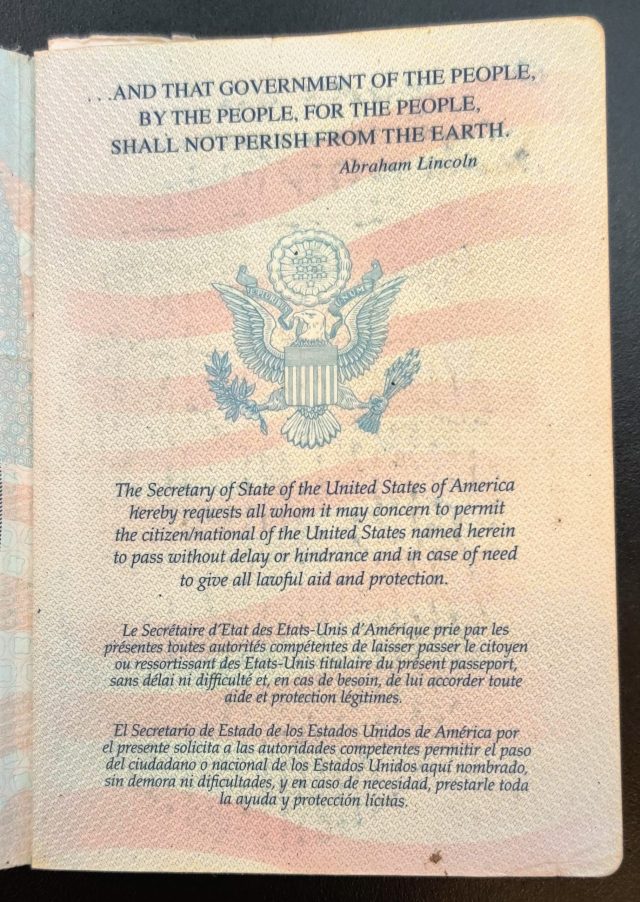 ...AND THAT GOVERNMENT OF THE PEOPLE,
BY THE PEOPLE, FOR THE PEOPLE,
SHALL NOT PERISH FROM THE EARTH.
Abraham Lincoln
PLURIBUS UNUM
The Secretary of State of the United States of America
hereby requests all whom it may concern to permit
the citizen/national of the United States named herein
to pass without delay or hindrance and in case of need
to give all lawful aid and protection.
Le Secrétaire d'Etat des Etats-Unis d'Amérique prie par les
présentes toutes autorités compétentes de laisser passer le citoyen
ou ressortissant des Etats-Unis titulaire du présent passeport,
sans délai ni difficulté et, en cas de besoin, de lui accorder toute
aide et protection légitimes.
El Secretario de Estado de los Estados Unidos de América por
el presente solicita a las autoridades competentes permitir el paso
del ciudadano o nacional de los Estados Unidos aquí nombrado,
sin demora ni dificultades, y en caso de necesidad, prestarle toda
la ayuda y protección lícitas.